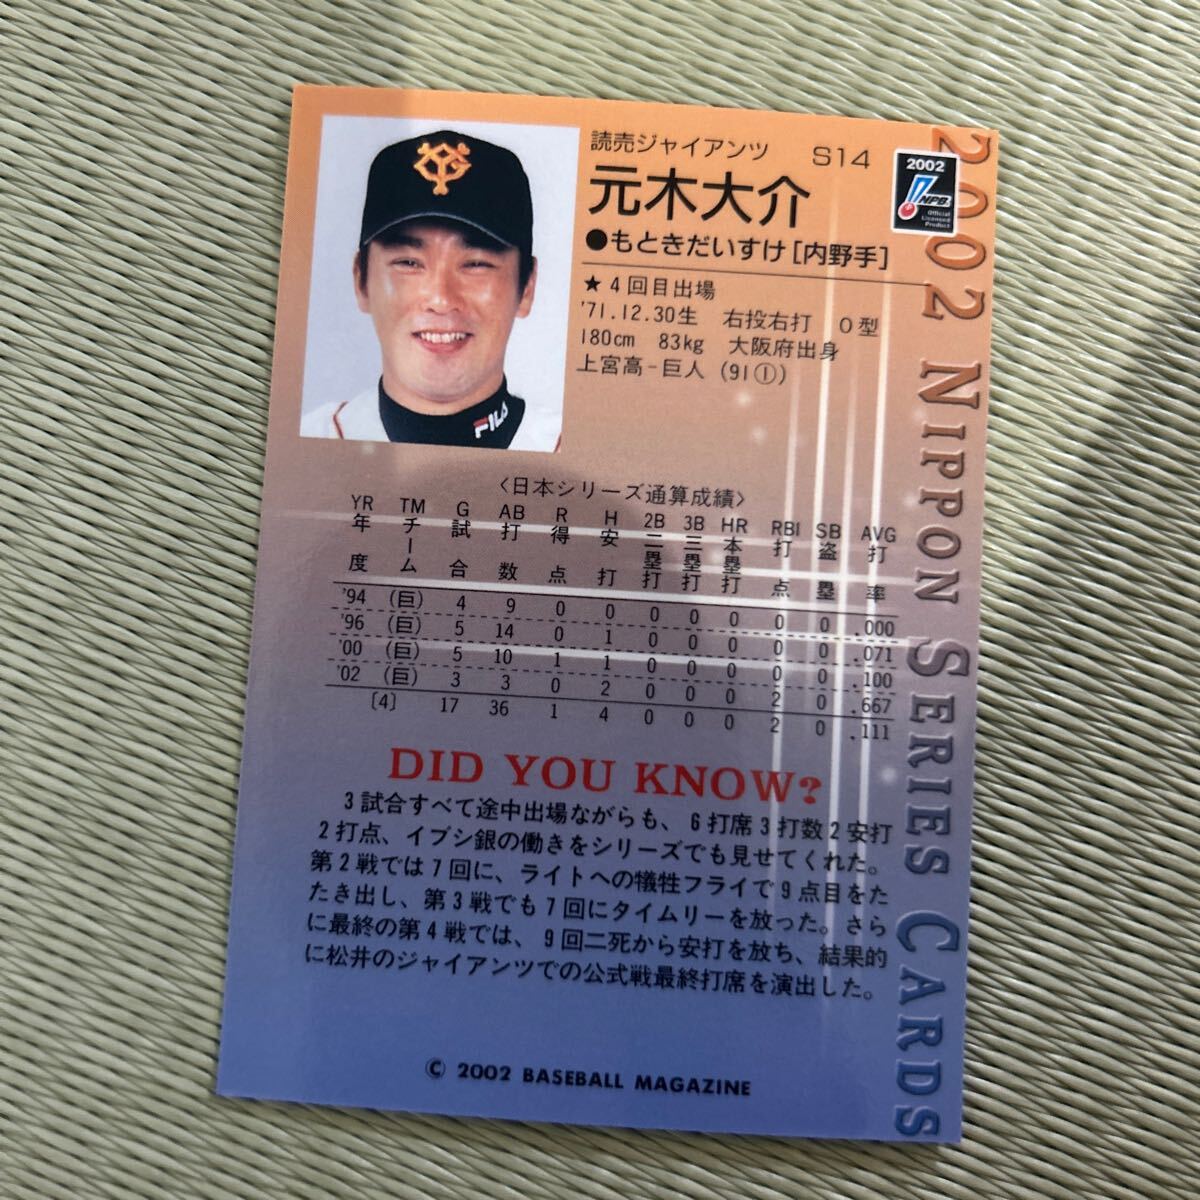 読売ジャイアンツ S14
元木大介
●もときだいすけ[内野手]
★4回目出場
'71.12.30生 右投右打 O型
180cm 83kg 大阪府出身
上宮高-巨人 (91①)
2002
NPB
Official
Licensed
Product
FILA
2002 NIPPON SERIES CARDS
〈日本シリーズ通算成績〉
YR TM G AB R H 2B 3B HR RBI SB AVG
年度 チーム 試合 打数 得点 安打 二塁打 三塁打 本塁打 打点 盗塁 打率
'94 (巨) 4 9 0 0 0 0 0 0 0 .000
'96 (巨) 5 14 0 1 0 0 0 0 0 .071
'00 (巨) 5 10 1 1 0 0 0 0 0 .100
'02 (巨) 3 3 0 2 0 0 0 2 0 .667
[4] 17 36 1 4 0 0 0 2 0 .111
DID YOU KNOW?
3試合すべて途中出場ながらも、6打席3打数2安打
2打点、イブシ銀の働きをシリーズでも見せてくれた。
第2戦では7回に、ライトへの犠牲フライで9点目をた
たき出し、第3戦でも7回にタイムリーを放った。さら
に最終の第4戦では、9回二死から安打を放ち、結果的
に松井のジャイアンツでの公式戦最終打席を演出した。
© 2002 BASEBALL MAGAZINE